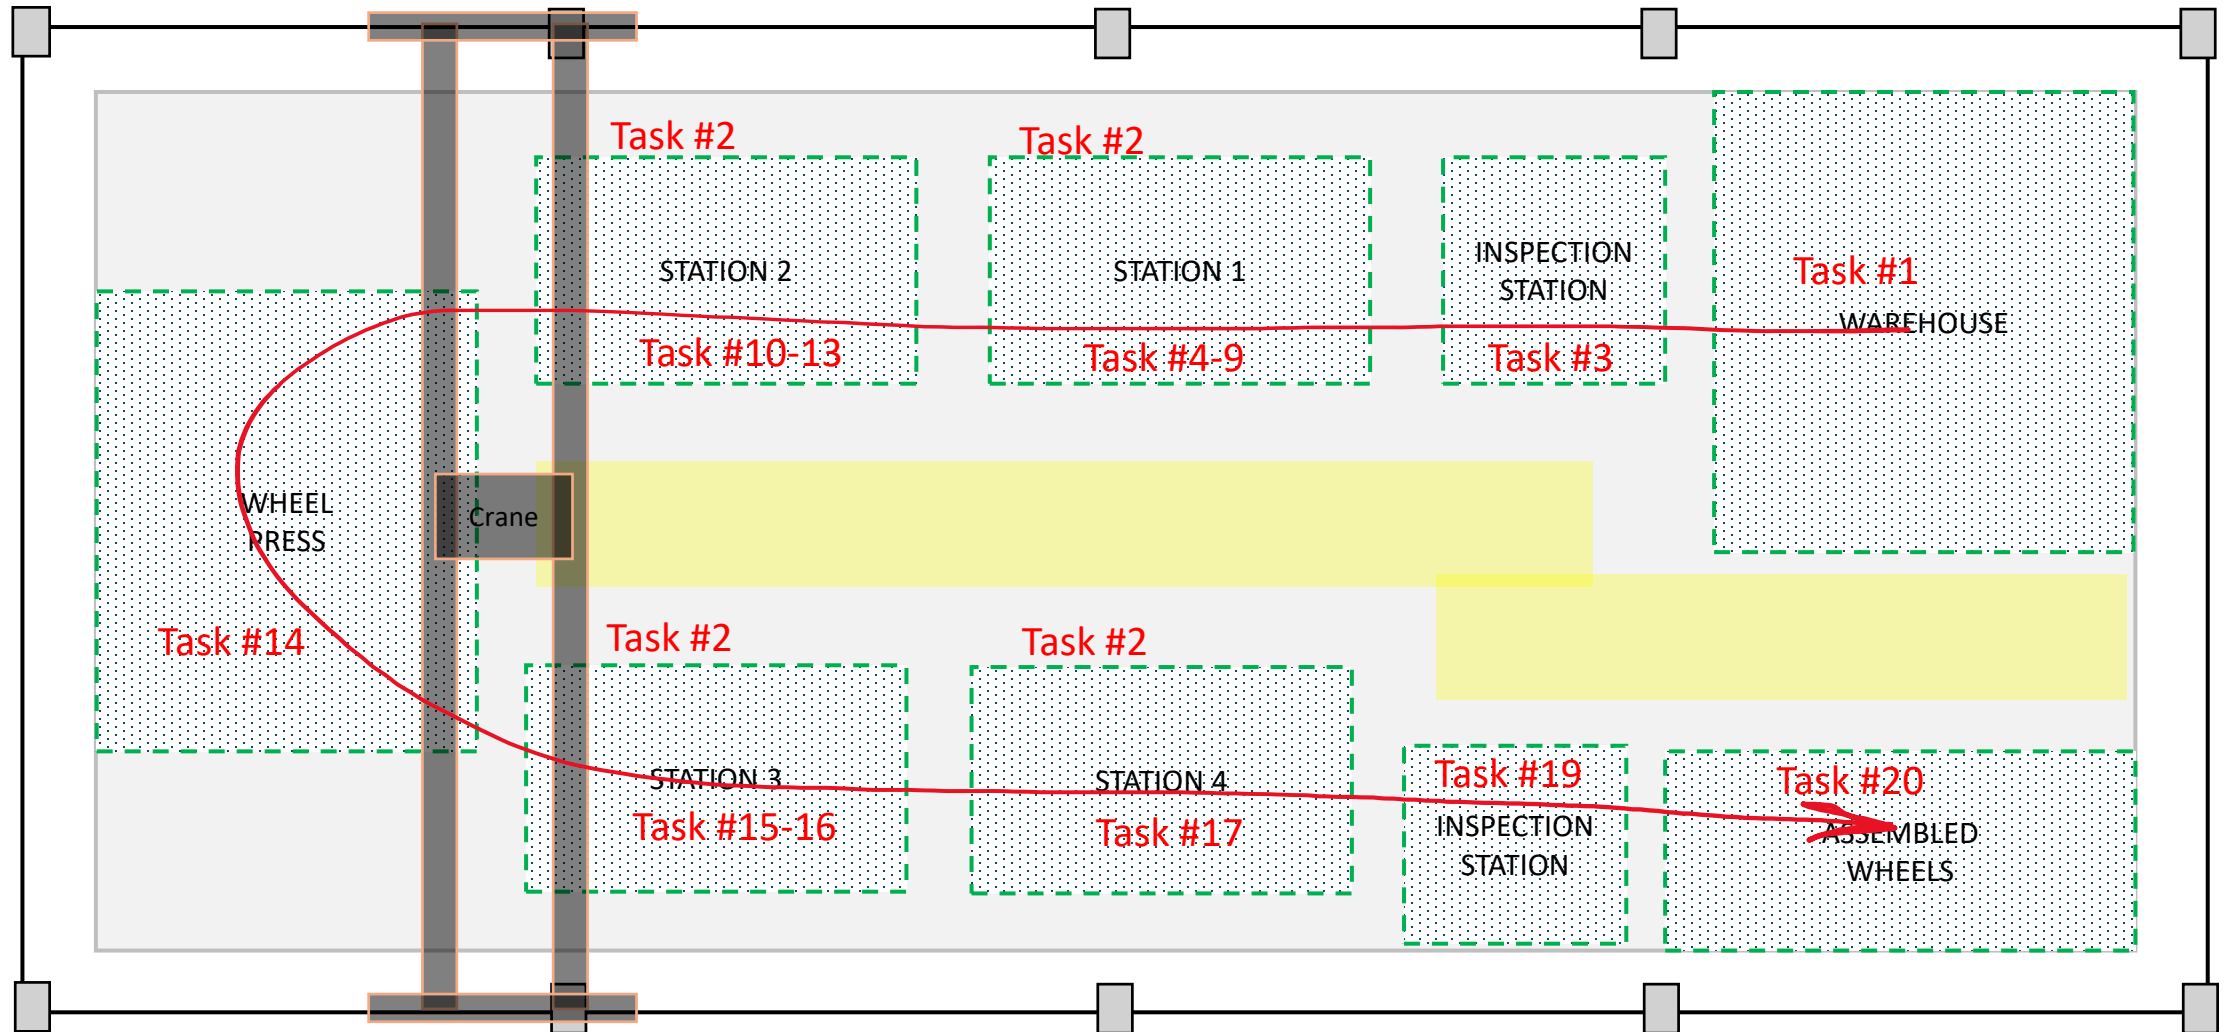 Task #2
Task #2
STATION 2
STATION 1
INSPECTION
STATION
Task #1
WAREHOUSE
Task #10-13
Task #4-9
Task #3
WHEEL
PRESS
Crane
Task #14
Task #2
Task #2
STATION 3
STATION 4
Task #19
Task #20
Task #15-16
Task #17
INSPECTION
STATION
ASSEMBLED
WHEELS